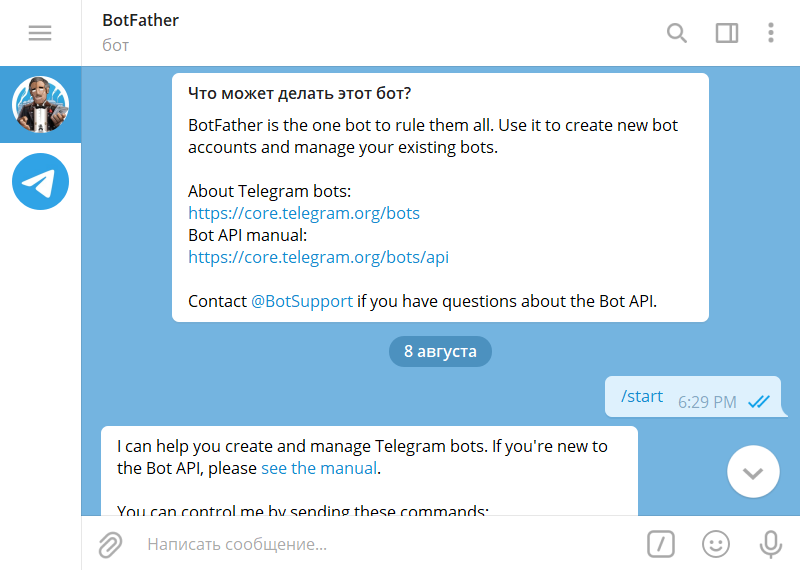 BotFather
бот
Что может делать этот бот?
BotFather is the one bot to rule them all. Use it to create new bot
accounts and manage your existing bots.
About Telegram bots:
https://core.telegram.org/bots
Bot API manual:
https://core.telegram.org/bots/api
Contact @BotSupport if you have questions about the Bot API.
8 августа
/start 6:29 PM
I can help you create and manage Telegram bots. If you're new to
the Bot API, please see the manual.
You can control me by sending these commands:
Написать сообщение...